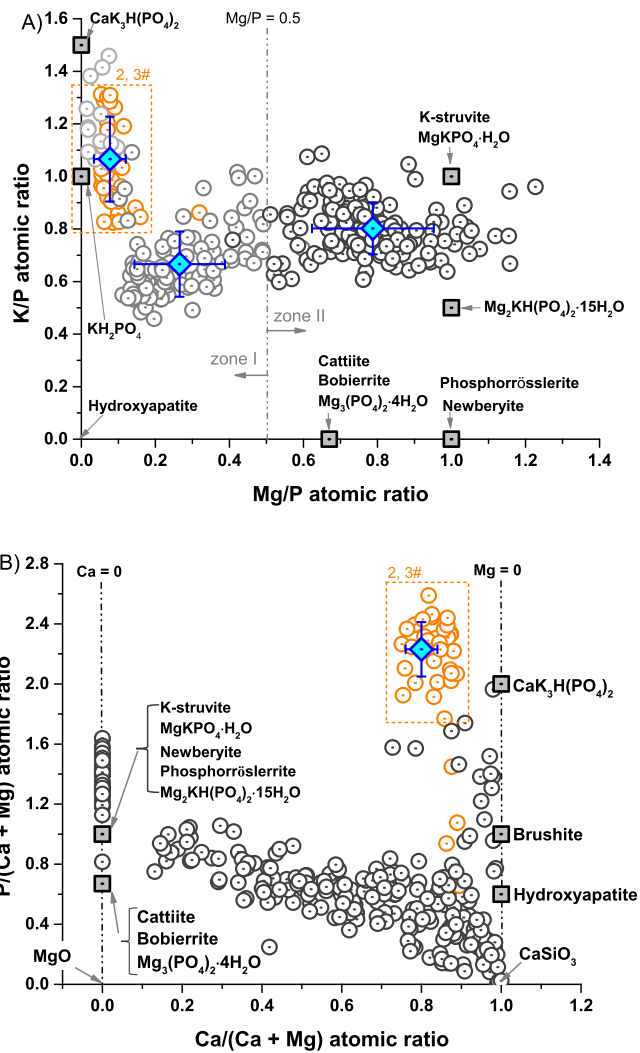 A)
CaK3H(PO4)2
Mg/P = 0.5
1.6
1.4
2, 3#
1.2
K-struvite
MgKPO4·H2O
1.0
K/P atomic ratio
0.8
0.6
Mg2KH(PO4)2·15H2O
KH2PO4
zone II
0.4
zone I
Cattiite
Bobierrite
Phosphorrösslerite
Mg3(PO4)2·4H2O
0.2
Hydroxyapatite
Newberyite
0.0
0.0 0.2 0.4 0.6 0.8 1.0 1.2 1.4
Mg/P atomic ratio
B)
2.8
Ca = 0
Mg = 0
2, 3#
2.4
2.0
CaK3H(PO4)2
P/(Ca + Mg) atomic ratio
K-struvite
MgKPO4·H2O
1.6
Newberyite
Phosphorröslerrite
Mg2KH(PO4)2·15H2O
1.2
Brushite
0.8
Hydroxyapatite
Cattiite
0.4
Bobierrite
Mg3(PO4)2·4H2O
MgO
CaSiO3
0.0
0.0 0.2 0.4 0.6 0.8 1.0 1.2
Ca/(Ca + Mg) atomic ratio